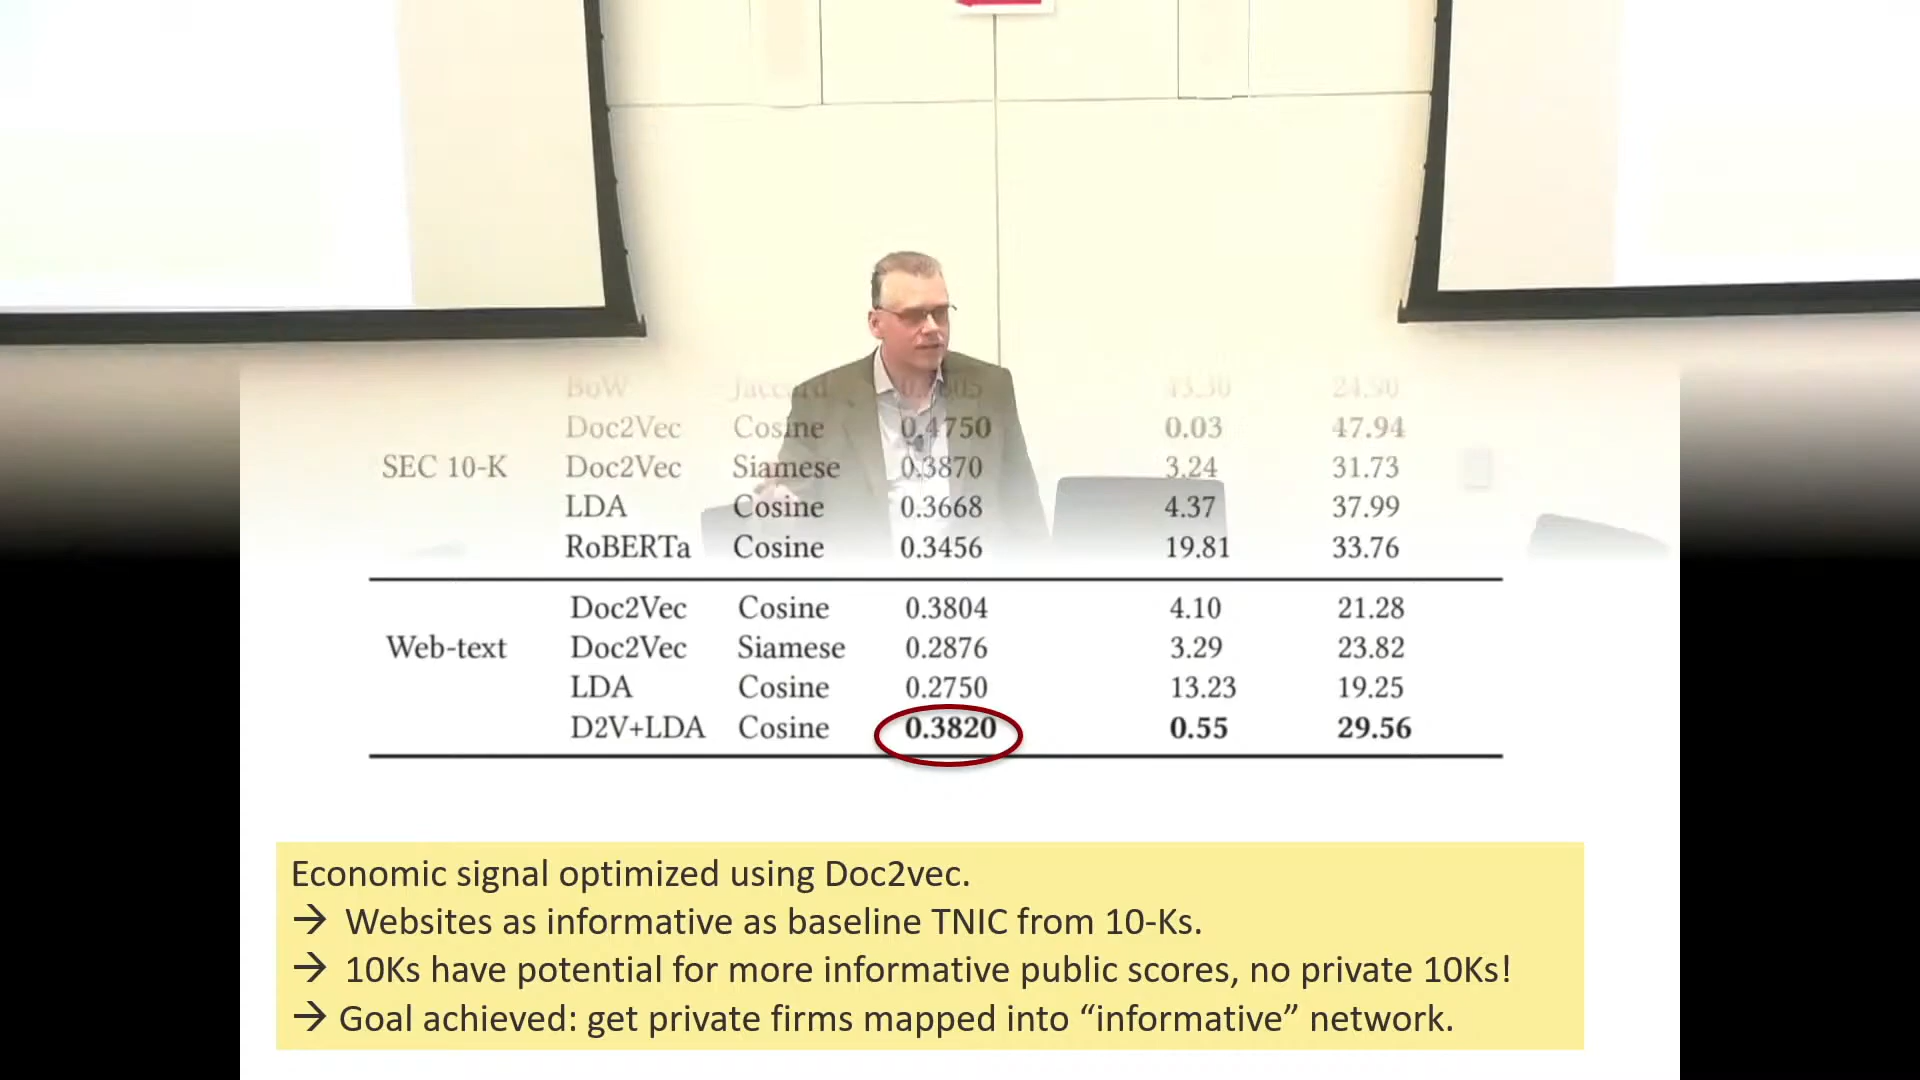 BoW Jaccard 24.90
Doc2Vec Cosine 0.4750 0.03 47.94
SEC 10-K Doc2Vec Siamese 0.3870 3.24 31.73
LDA Cosine 0.3668 4.37 37.99
RoBERTa Cosine 0.3456 19.81 33.76
Doc2Vec Cosine 0.3804 4.10 21.28
Web-text Doc2Vec Siamese 0.2876 3.29 23.82
LDA Cosine 0.2750 13.23 19.25
D2V+LDA Cosine 0.3820 0.55 29.56
Economic signal optimized using Doc2vec.
→ Websites as informative as baseline TNIC from 10-Ks.
→ 10Ks have potential for more informative public scores, no private 10Ks!
→ Goal achieved: get private firms mapped into “informative” network.